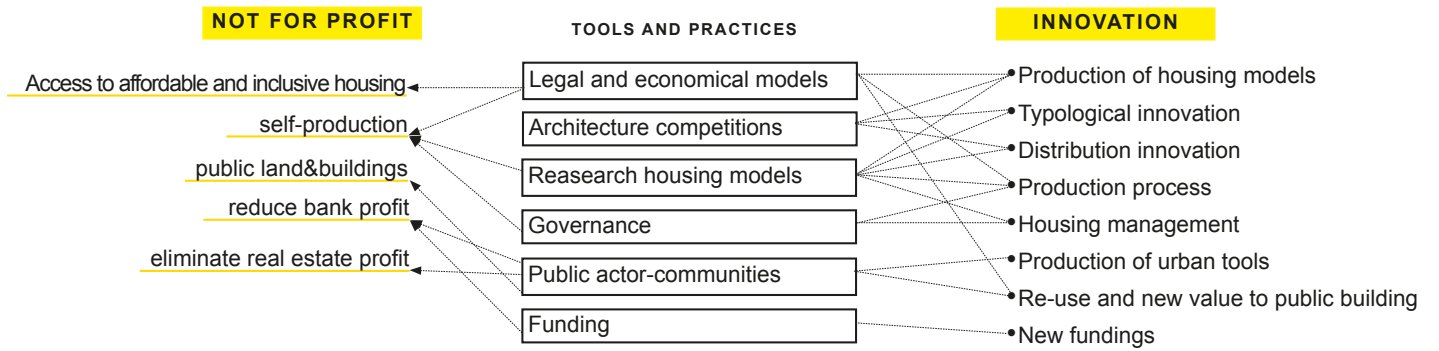 NOT FOR PROFIT
Access to affordable and inclusive housing
self-production
public land&buildings
reduce bank profit
eliminate real estate profit
TOOLS AND PRACTICES
Legal and economical models
Architecture competitions
Reasearch housing models
Governance
Public actor-communities
Funding
INNOVATION
Production of housing models
Typological innovation
Distribution innovation
Production process
Housing management
Production of urban tools
Re-use and new value to public building
New fundings